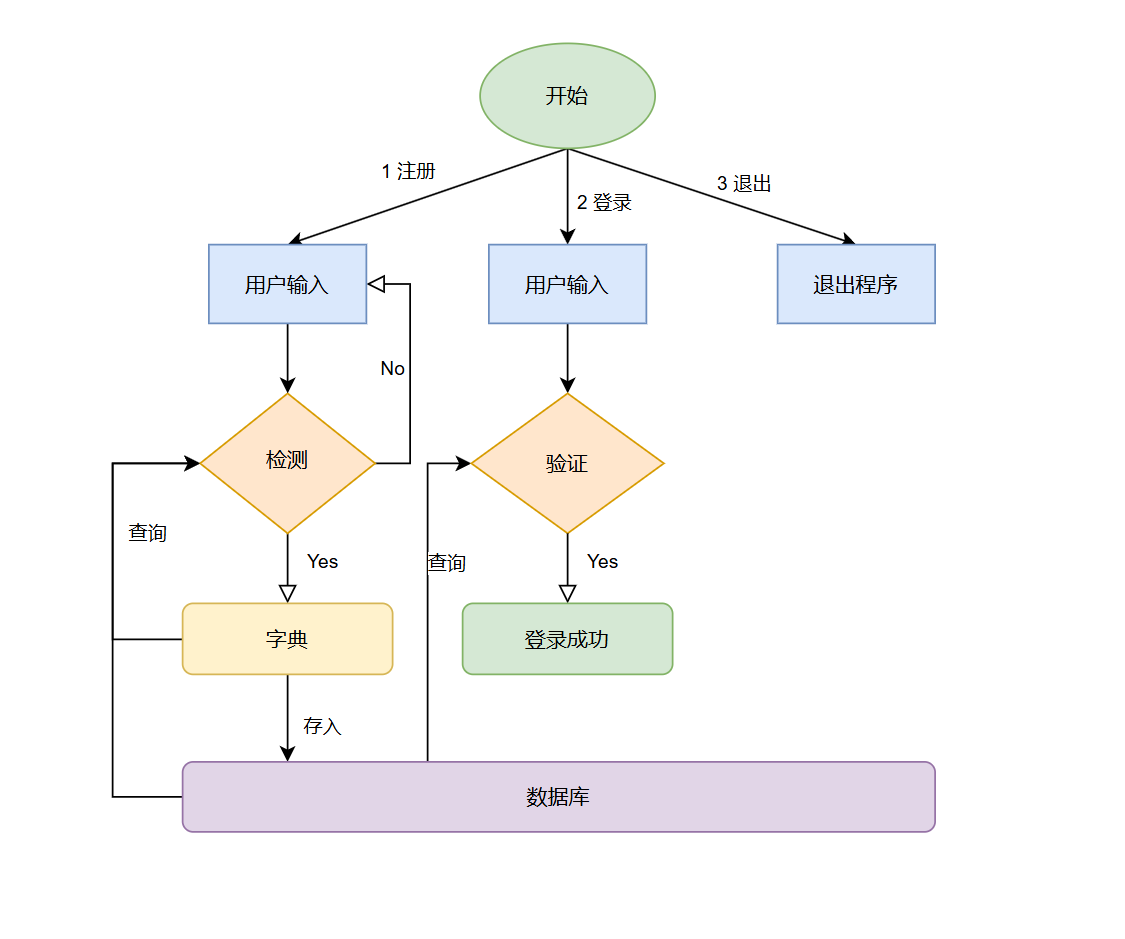 开始
1 注册
2 登录
3 退出
用户输入
用户输入
退出程序
No
检测
验证
查询
Yes
查询
Yes
字典
登录成功
存入
数据库